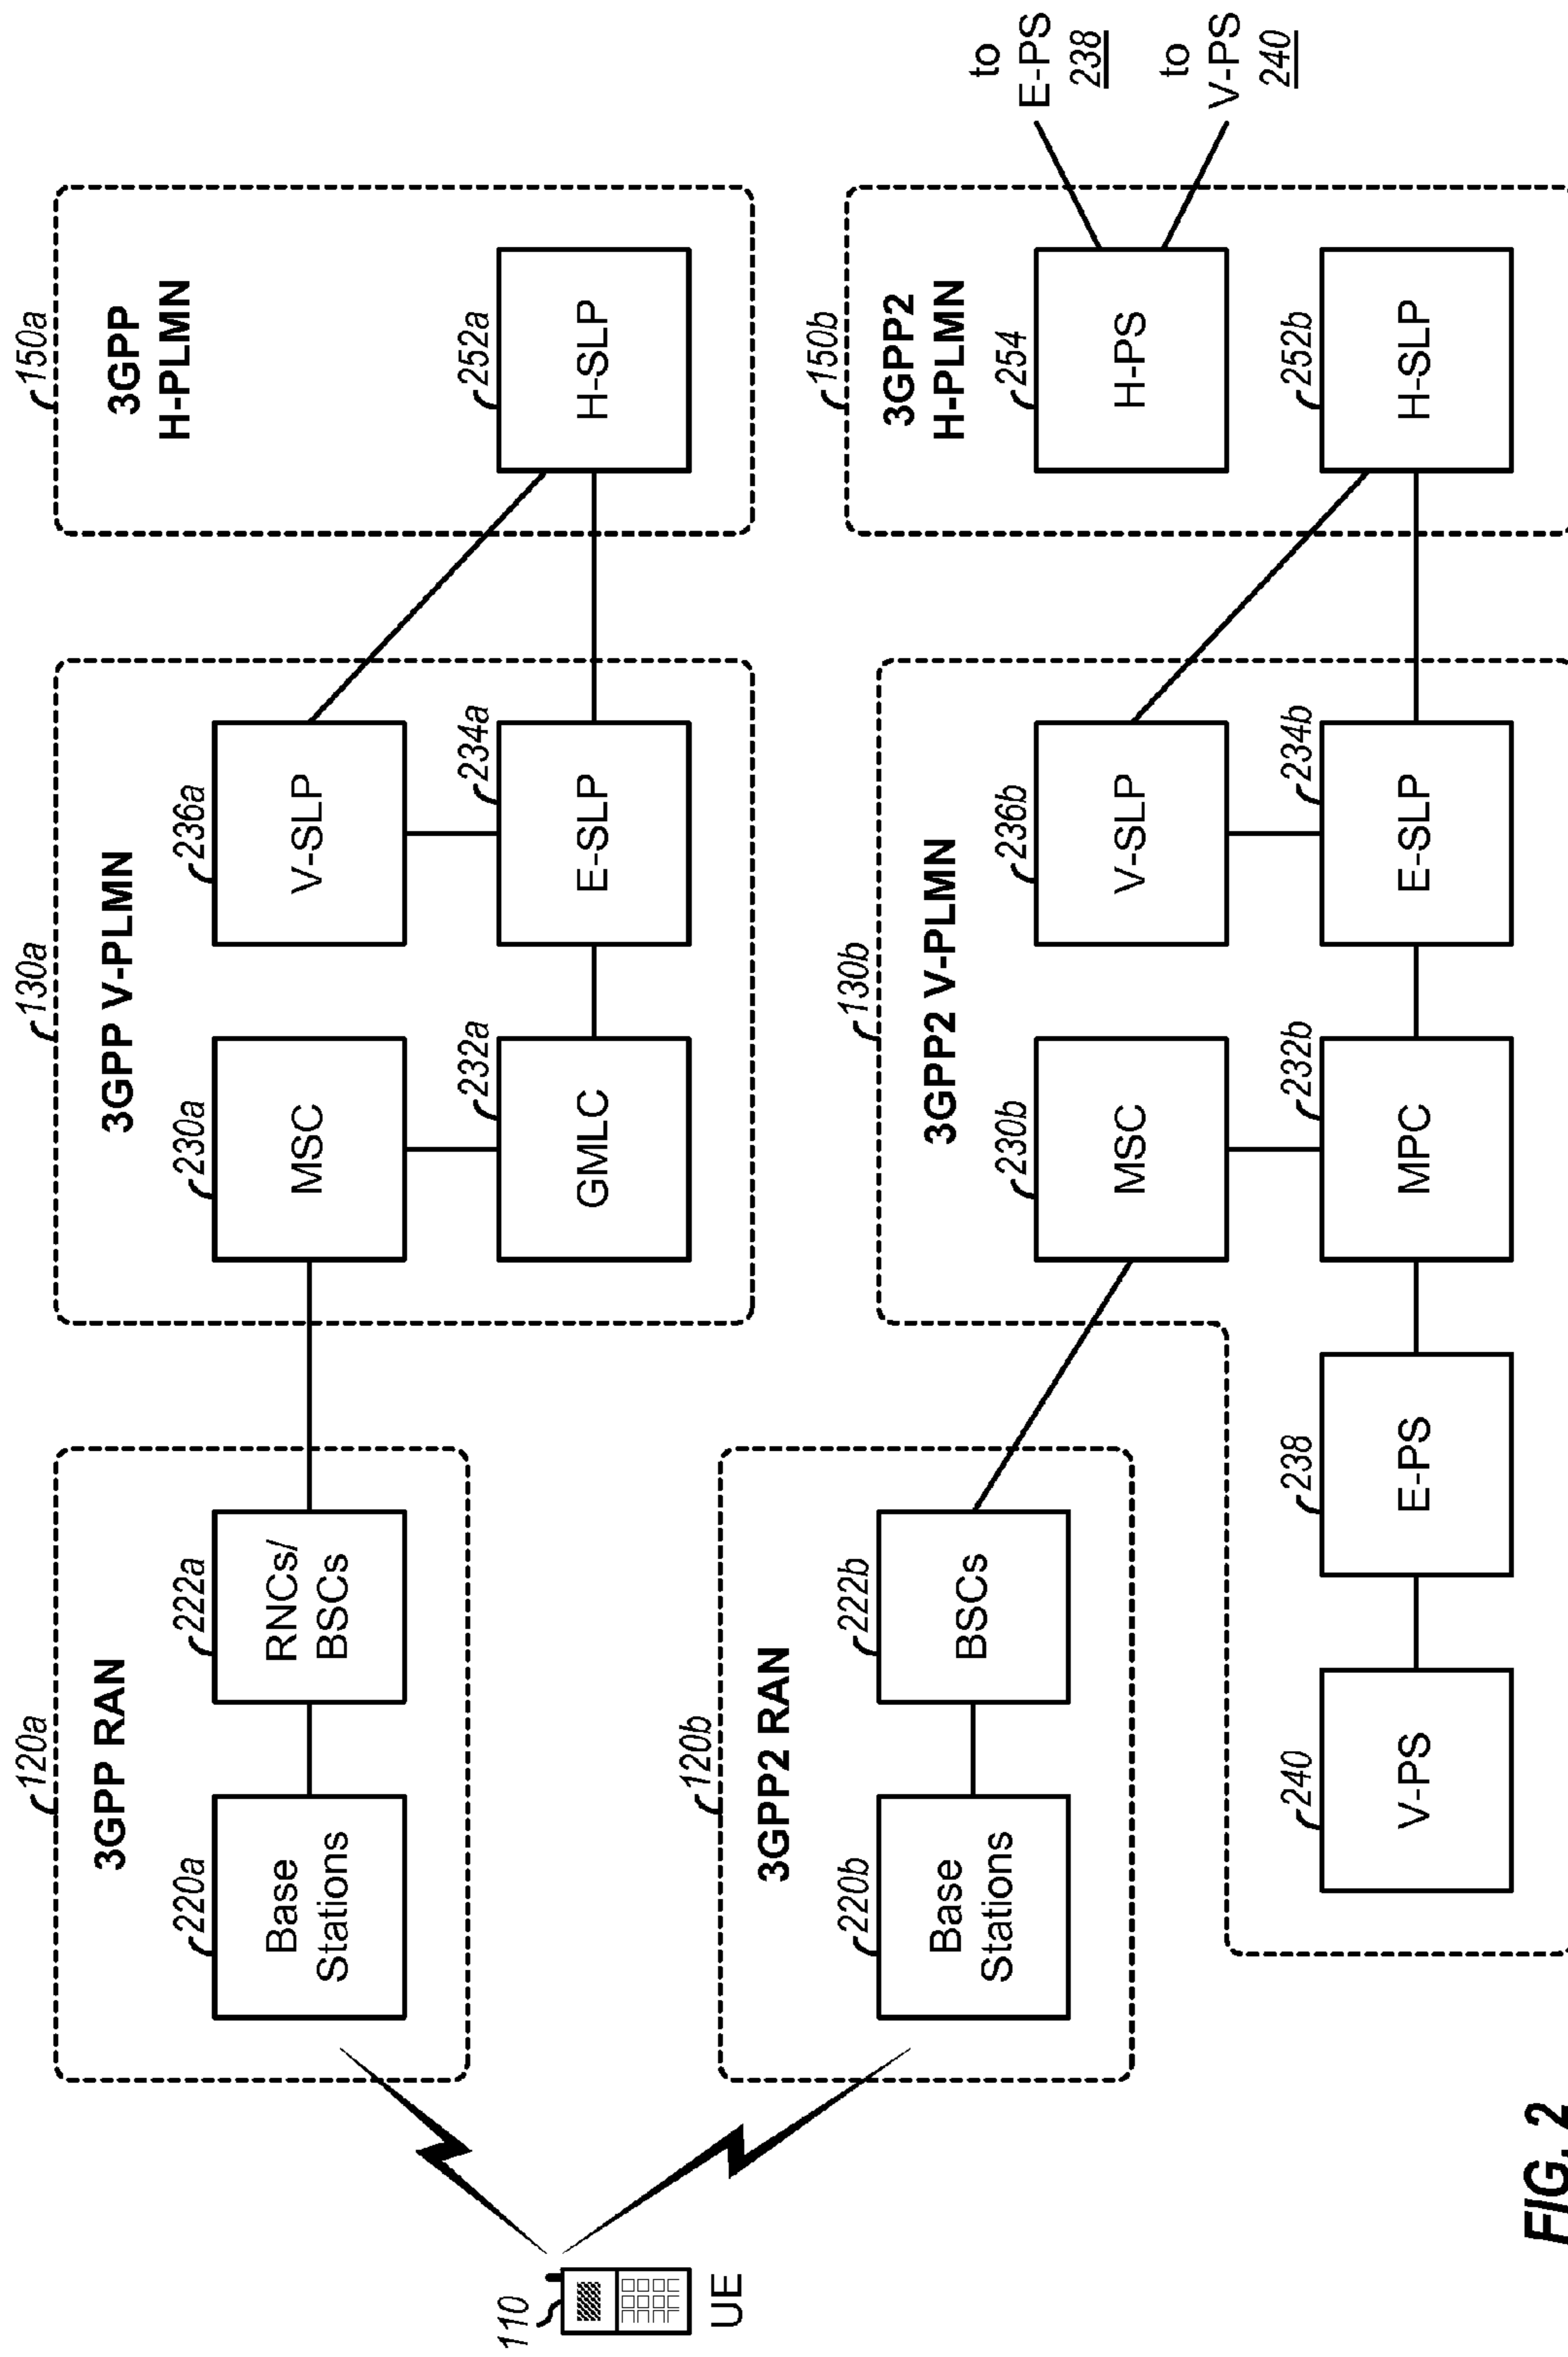 120a
3GPP RAN
220a
Base
Stations
222a
RNCs/
BSCs
130a
3GPP V-PLMN
230a
MSC
236a
V-SLP
232a
GMLC
234a
E-SLP
150a
3GPP
H-PLMN
252a
H-SLP
110
UE
120b
3GPP2 RAN
220b
Base
Stations
222b
BSCs
130b
3GPP2 V-PLMN
230b
MSC
236b
V-SLP
240
V-PS
238
E-PS
232b
MPC
234b
E-SLP
150b
3GPP2
H-PLMN
254
H-PS
252b
H-SLP
to
E-PS
238
to
V-PS
240
FIG. 2